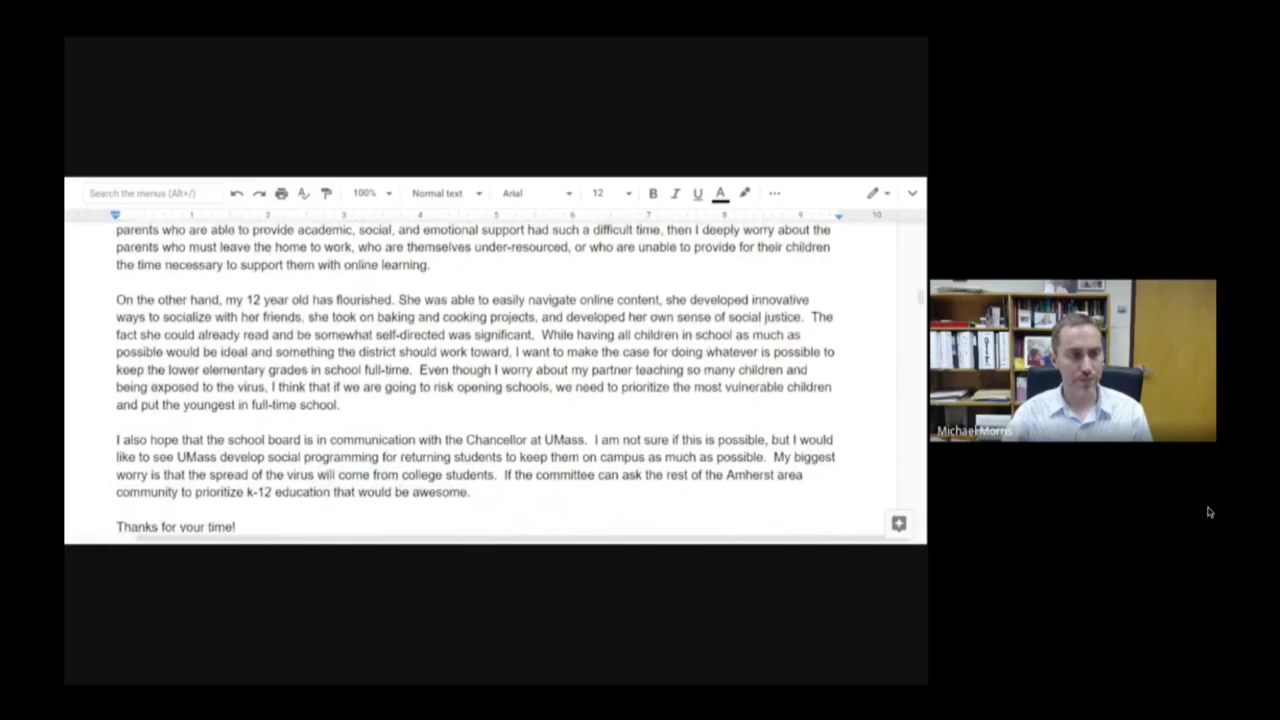 Search the menus (Alt+/)
100%
Normal text
Arial
12
B I U A
1 2 3 4 5 6 7 8 9 10
parents who are able to provide academic, social, and emotional support had such a difficult time, then I deeply worry about the
parents who must leave the home to work, who are themselves under-resourced, or who are unable to provide for their children
the time necessary to support them with online learning.
On the other hand, my 12 year old has flourished. She was able to easily navigate online content, she developed innovative
ways to socialize with her friends, she took on baking and cooking projects, and developed her own sense of social justice. The
fact she could already read and be somewhat self-directed was significant. While having all children in school as much as
possible would be ideal and something the district should work toward, I want to make the case for doing whatever is possible to
keep the lower elementary grades in school full-time. Even though I worry about my partner teaching so many children and
being exposed to the virus, I think that if we are going to risk opening schools, we need to prioritize the most vulnerable children
and put the youngest in full-time school.
I also hope that the school board is in communication with the Chancellor at UMass. I am not sure if this is possible, but I would
like to see UMass develop social programming for returning students to keep them on campus as much as possible. My biggest
worry is that the spread of the virus will come from college students. If the committee can ask the rest of the Amherst area
community to prioritize k-12 education that would be awesome.
Thanks for your time!
Michael Morris